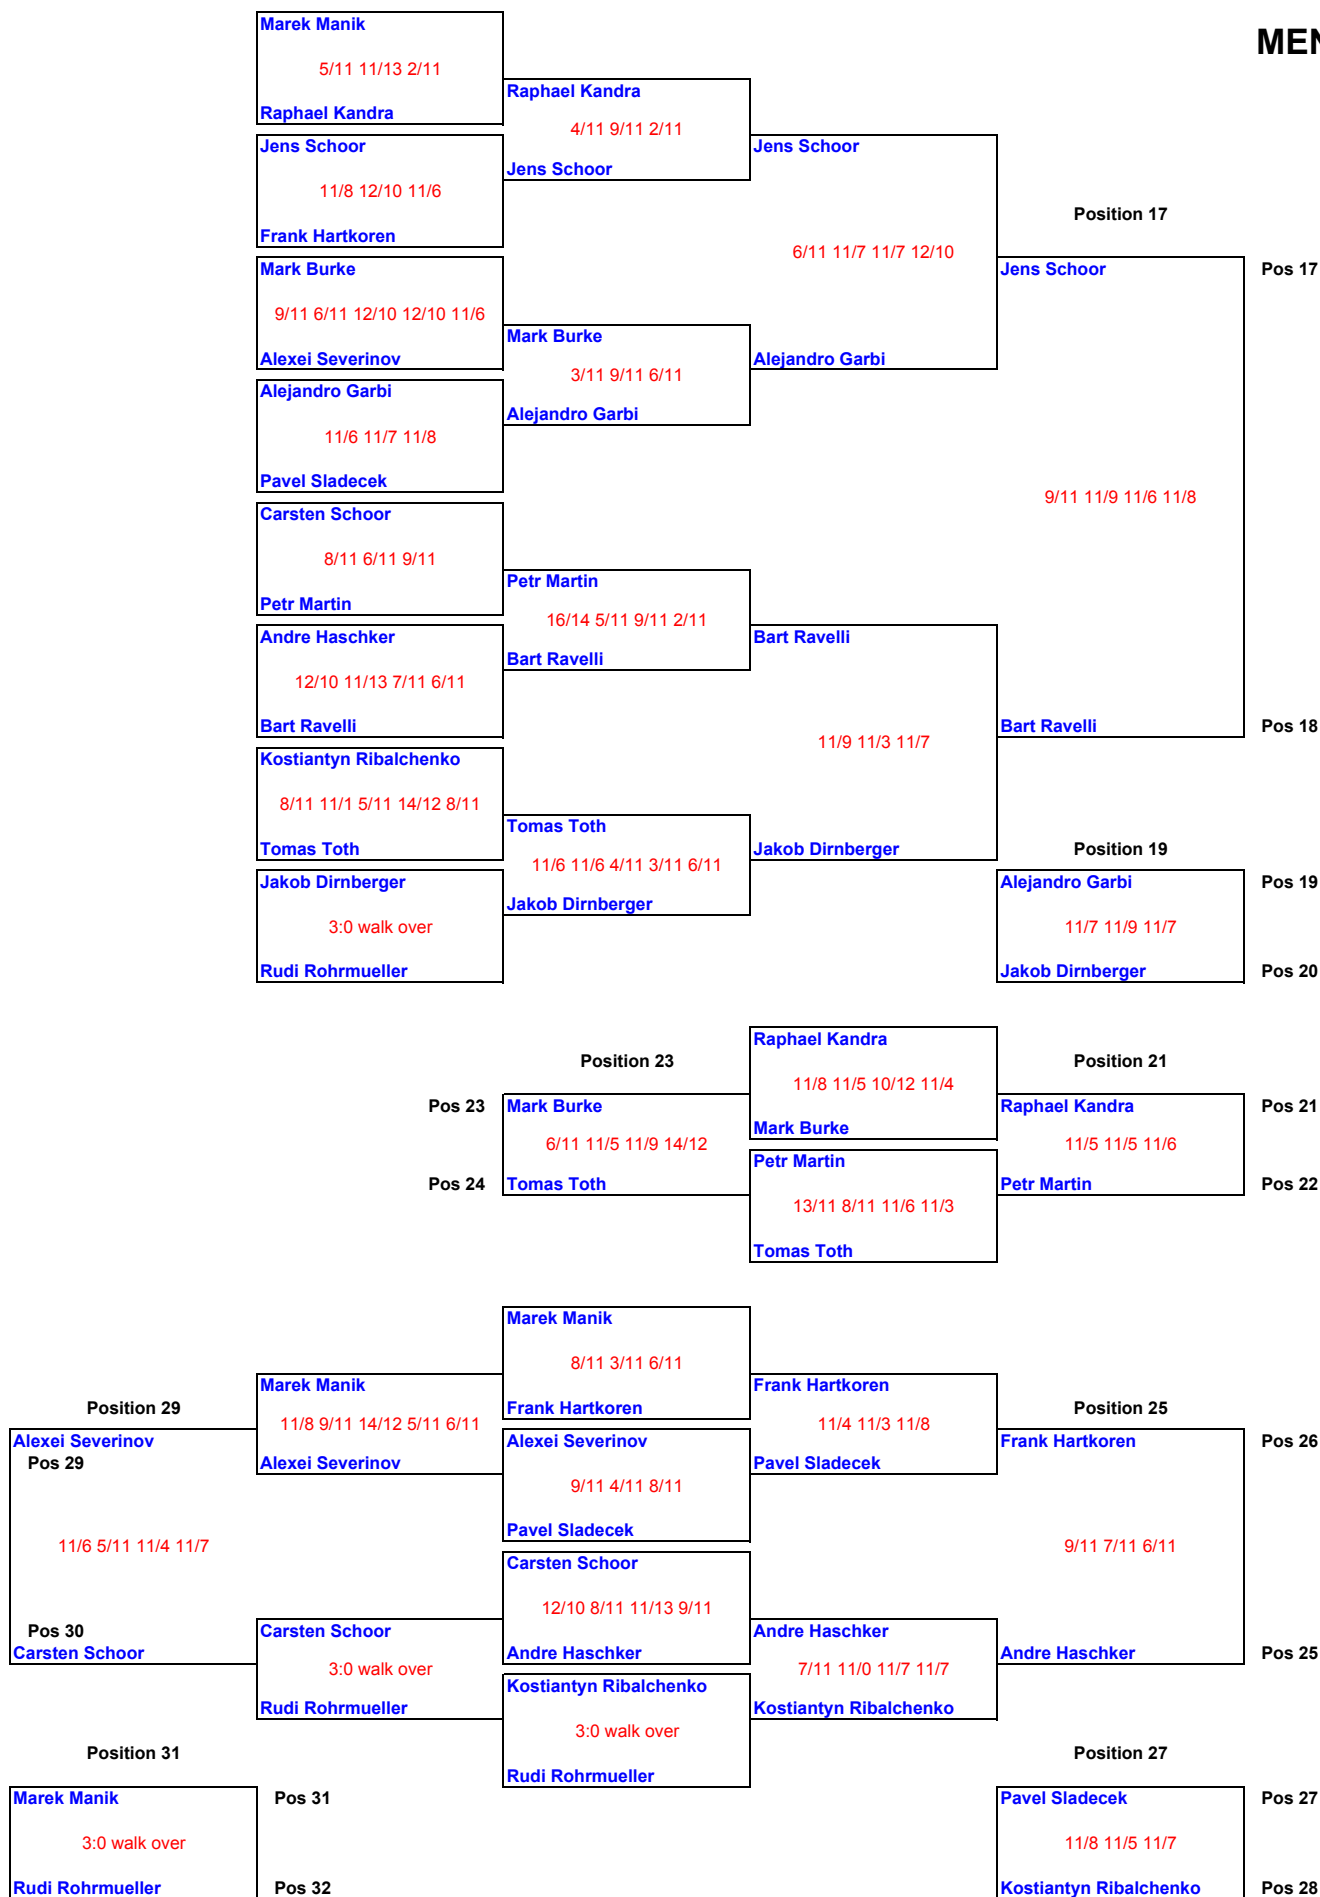 Marek Manik
MEN
5/11 11/13 2/11
Raphael Kandra
Raphael Kandra
4/11 9/11 2/11
Jens Schoor
Jens Schoor
Jens Schoor
11/8 12/10 11/6
Position 17
Frank Hartkoren
6/11 11/7 11/7 12/10
Mark Burke
Jens Schoor
Pos 17
9/11 6/11 12/10 12/10 11/6
Mark Burke
Alexei Severinov
Alejandro Garbi
3/11 9/11 6/11
Alejandro Garbi
Alejandro Garbi
11/6 11/7 11/8
Pavel Sladecek
9/11 11/9 11/6 11/8
Carsten Schoor
8/11 6/11 9/11
Petr Martin
Petr Martin
16/14 5/11 9/11 2/11
Andre Haschker
Bart Ravelli
Bart Ravelli
12/10 11/13 7/11 6/11
Bart Ravelli
Bart Ravelli
Pos 18
11/9 11/3 11/7
Kostiantyn Ribalchenko
8/11 11/1 5/11 14/12 8/11
Tomas Toth
Tomas Toth
Jakob Dirnberger
Position 19
11/6 11/6 4/11 3/11 6/11
Jakob Dirnberger
Alejandro Garbi
Pos 19
Jakob Dirnberger
3:0 walk over
11/7 11/9 11/7
Rudi Rohrmueller
Jakob Dirnberger
Pos 20
Raphael Kandra
Position 23
Position 21
11/8 11/5 10/12 11/4
Pos 23
Mark Burke
Raphael Kandra
Pos 21
Mark Burke
6/11 11/5 11/9 14/12
11/5 11/5 11/6
Petr Martin
Pos 24
Tomas Toth
Petr Martin
Pos 22
13/11 8/11 11/6 11/3
Tomas Toth
Marek Manik
8/11 3/11 6/11
Marek Manik
Frank Hartkoren
Position 29
Frank Hartkoren
Position 25
11/8 9/11 14/12 5/11 6/11
11/4 11/3 11/8
Alexei Severinov
Alexei Severinov
Frank Hartkoren
Pos 26
Pos 29
Alexei Severinov
Pavel Sladecek
9/11 4/11 8/11
Pavel Sladecek
11/6 5/11 11/4 11/7
9/11 7/11 6/11
Carsten Schoor
12/10 8/11 11/13 9/11
Pos 30
Carsten Schoor
Andre Haschker
Carsten Schoor
Andre Haschker
Andre Haschker
Pos 25
3:0 walk over
7/11 11/0 11/7 11/7
Kostiantyn Ribalchenko
Rudi Rohrmueller
Kostiantyn Ribalchenko
3:0 walk over
Position 31
Position 27
Rudi Rohrmueller
Marek Manik
Pos 31
Pavel Sladecek
Pos 27
3:0 walk over
11/8 11/5 11/7
Rudi Rohrmueller
Pos 32
Kostiantyn Ribalchenko
Pos 28